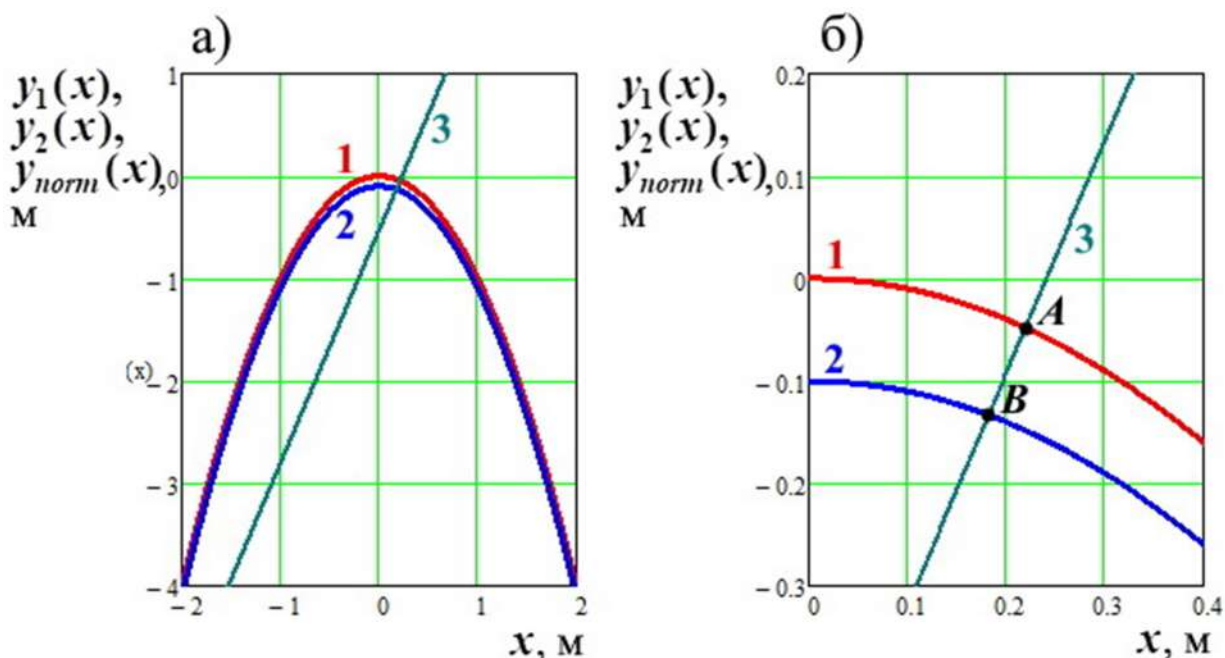 а)
y₁(x),
y₂(x),
y_norm(x),
м
1
0
−1
(x)
−2
−3
−4
1
2
3
−2
−1
0
1
2
x, м
б)
y₁(x),
y₂(x),
y_norm(x),
м
0.2
0.1
0
−0.1
−0.2
−0.3
1
2
3
A
B
0
0.1
0.2
0.3
0.4
x, м